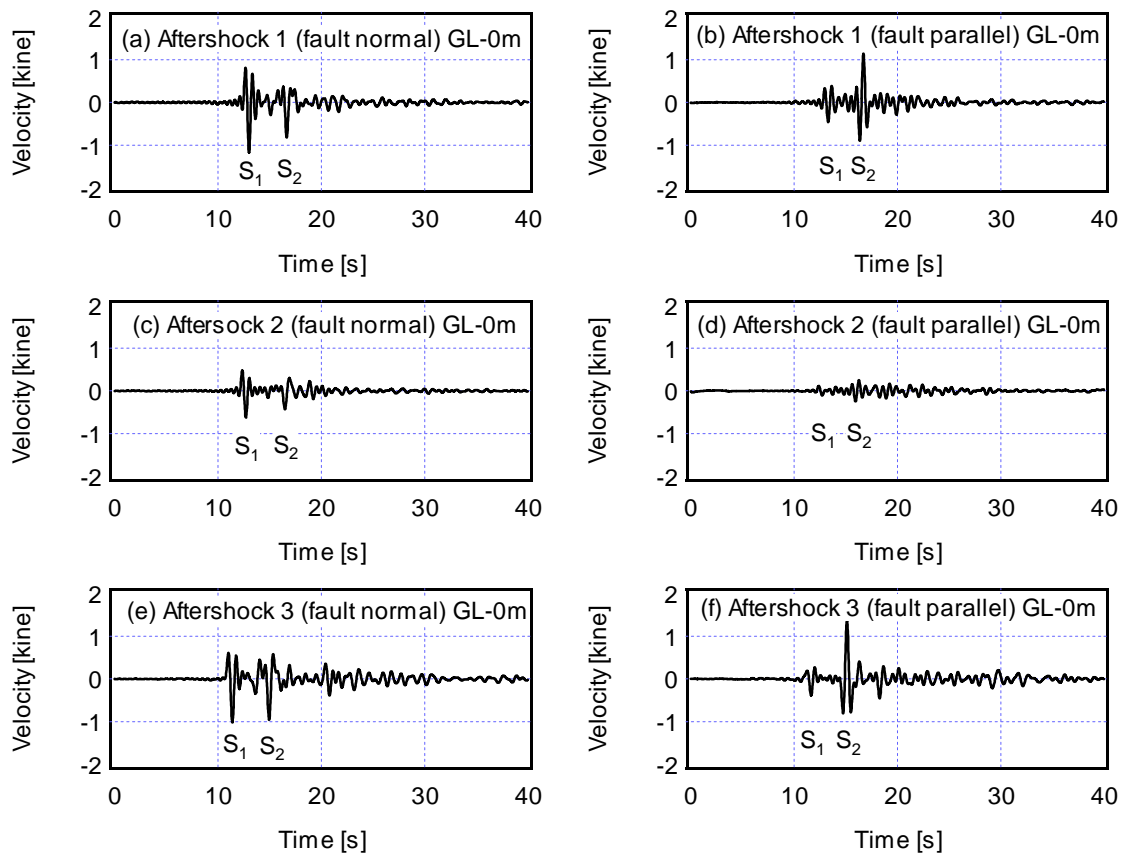 (a) Aftershock 1 (fault normal) GL-0m
Velocity [kine]
2
1
0
-1
-2
S1 S2
0 10 20 30 40
Time [s]
(b) Aftershock 1 (fault parallel) GL-0m
Velocity [kine]
2
1
0
-1
-2
S1 S2
0 10 20 30 40
Time [s]
(c) Aftersock 2 (fault normal) GL-0m
Velocity [kine]
2
1
0
-1
-2
S1 S2
0 10 20 30 40
Time [s]
(d) Aftershock 2 (fault parallel) GL-0m
Velocity [kine]
2
1
0
-1
-2
S1 S2
0 10 20 30 40
Time [s]
(e) Aftershock 3 (fault normal) GL-0m
Velocity [kine]
2
1
0
-1
-2
S1 S2
0 10 20 30 40
Time [s]
(f) Aftershock 3 (fault parallel) GL-0m
Velocity [kine]
2
1
0
-1
-2
S1 S2
0 10 20 30 40
Time [s]